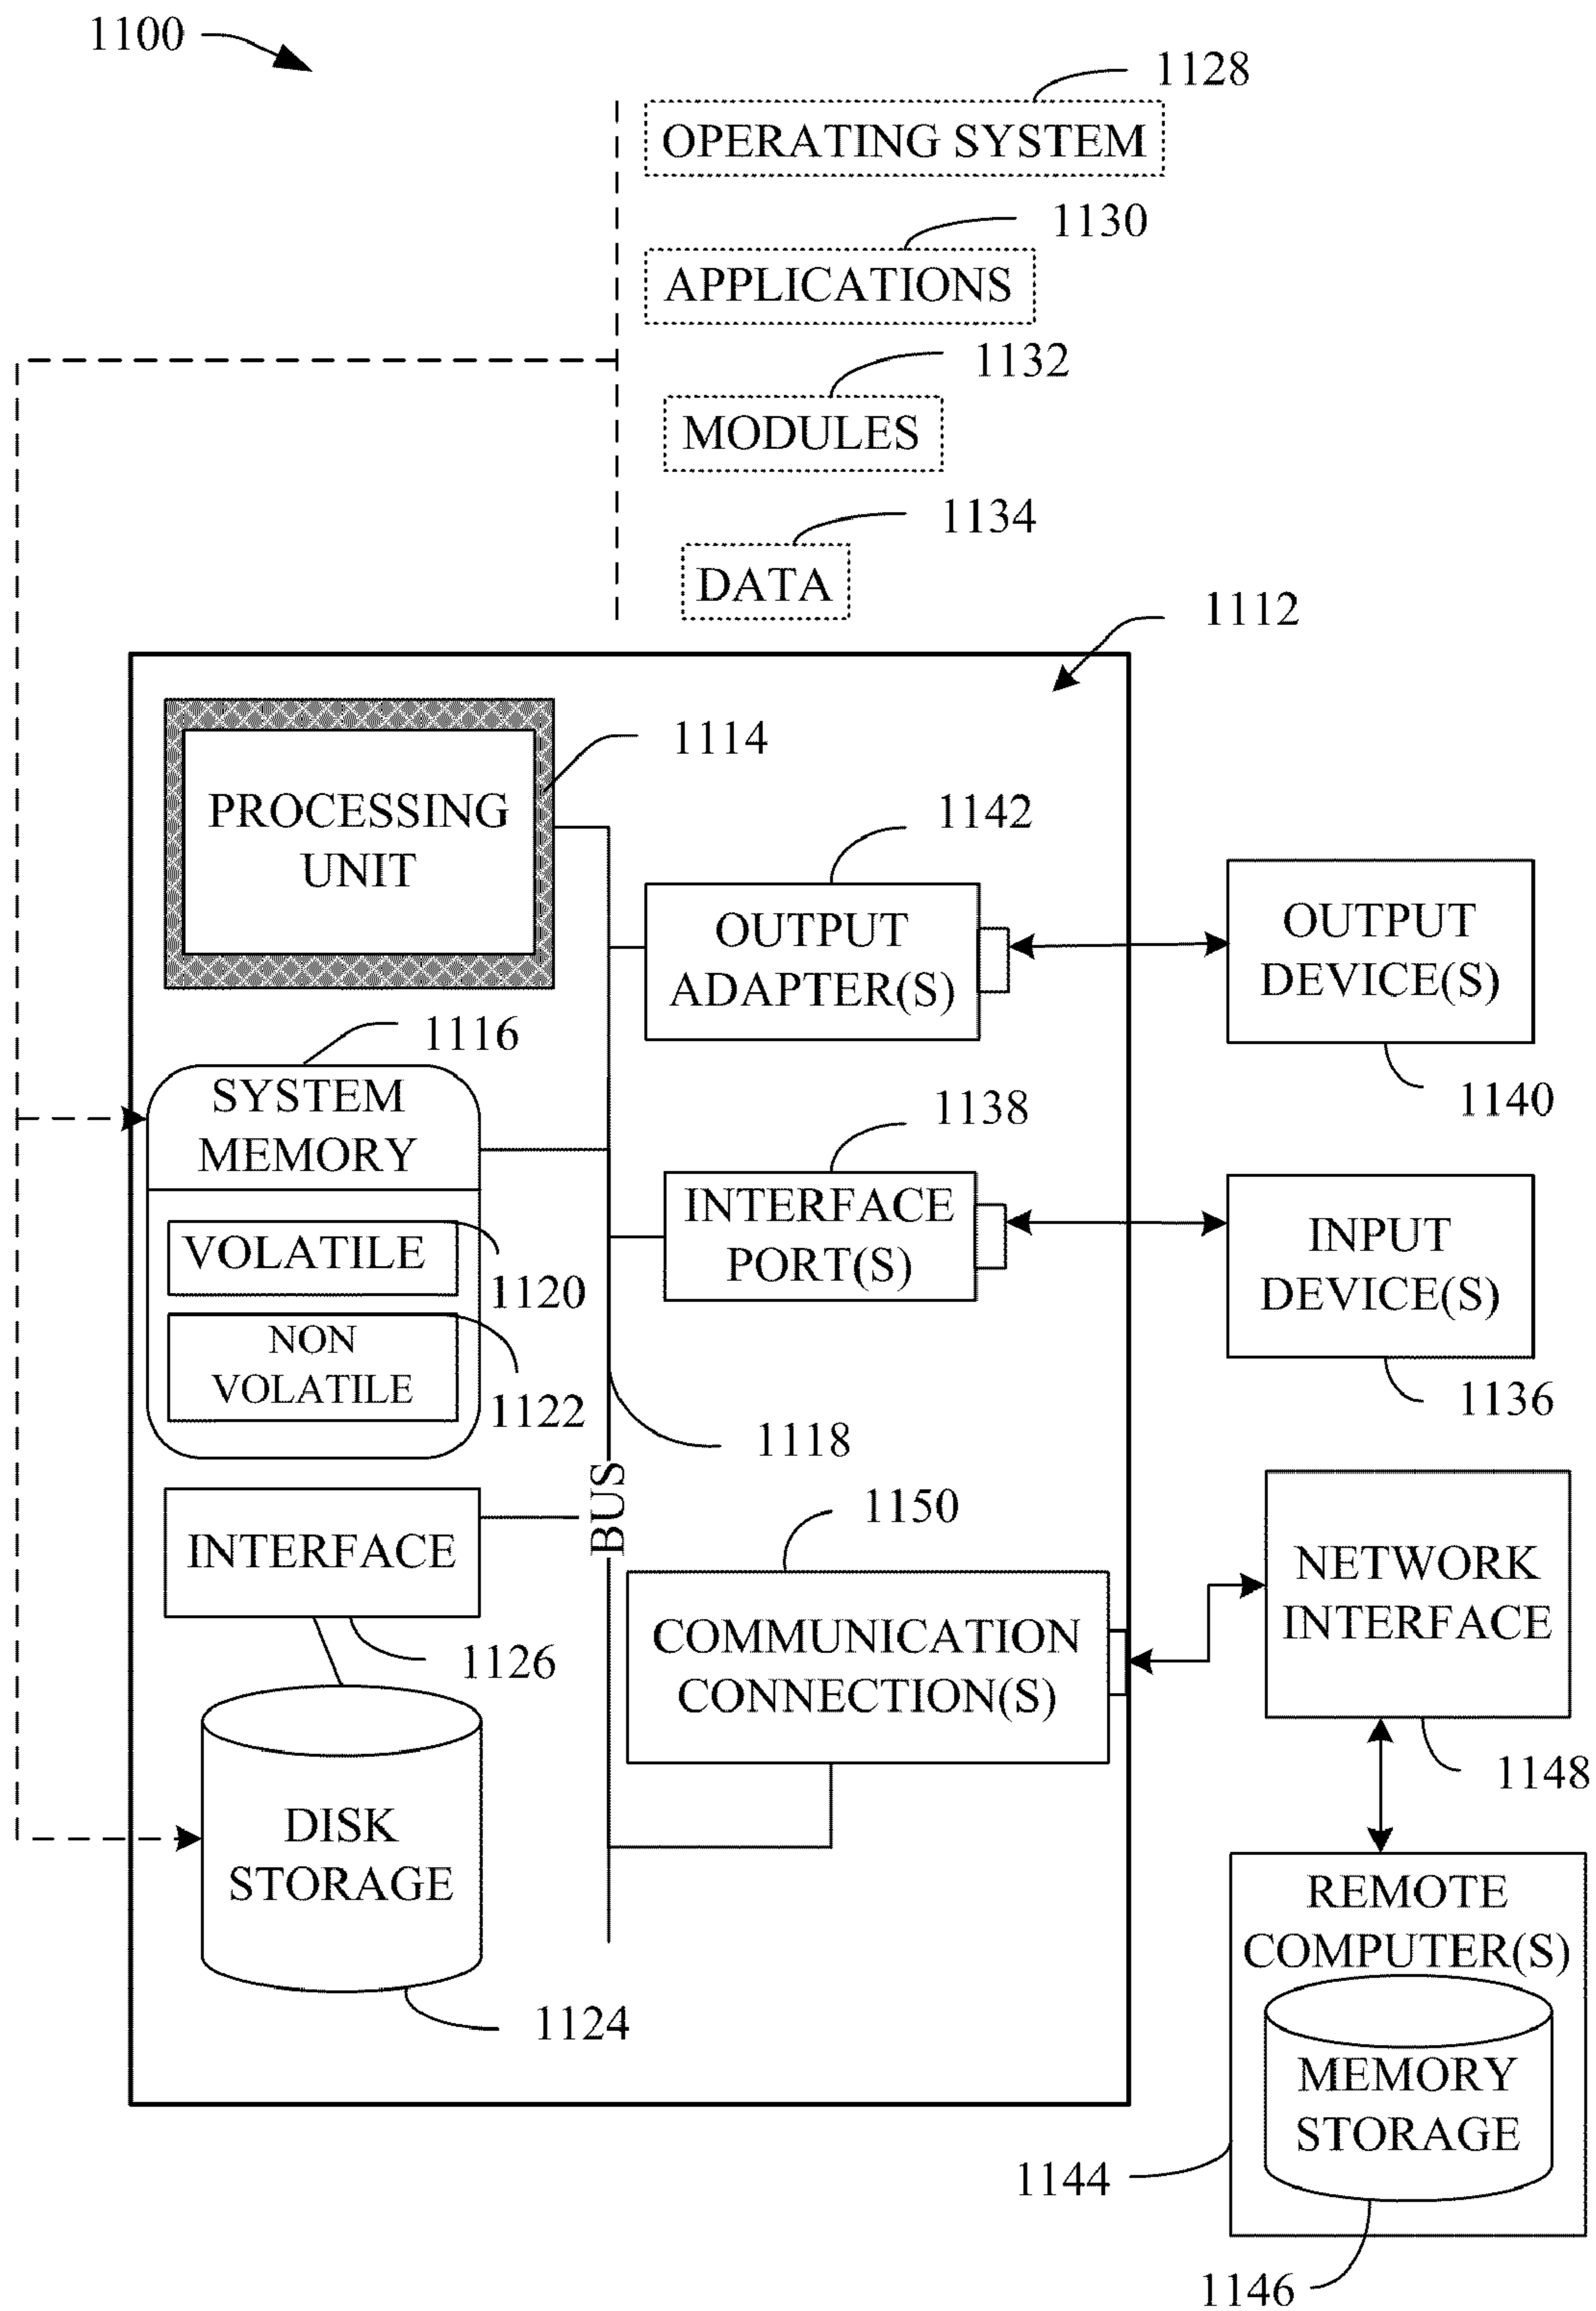 1100
1128
OPERATING SYSTEM
1130
APPLICATIONS
1132
MODULES
1134
DATA
1112
PROCESSING
UNIT
1114
1142
OUTPUT
ADAPTER(S)
OUTPUT
DEVICE(S)
1140
1116
SYSTEM
MEMORY
VOLATILE
1120
NON
VOLATILE
1122
1138
INTERFACE
PORT(S)
INPUT
DEVICE(S)
1136
1118
BUS
INTERFACE
1126
1150
COMMUNICATION
CONNECTION(S)
NETWORK
INTERFACE
1148
DISK
STORAGE
1124
REMOTE
COMPUTER(S)
MEMORY
STORAGE
1144
1146